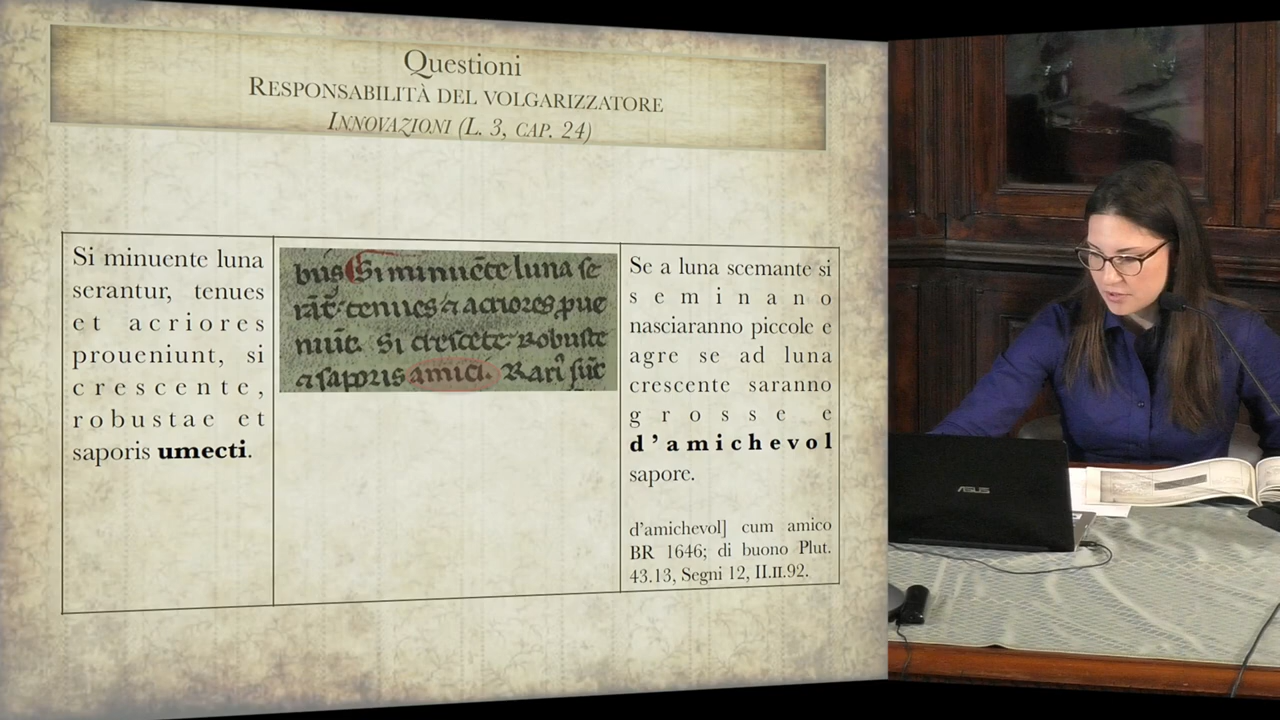 Questioni
RESPONSABILITÀ DEL VOLGARIZZATORE
INNOVAZIONI (L. 3, CAP. 24)
Si minuente luna
serantur, tenues
et acriores
proueniunt, si
crescente,
robustae et
saporis umecti.
bus Si minuēte luna se
rāt tenues et acriores pue
niūt. Si crescēte. Robuste
et saporis amici. Rari sūt
Se a luna scemante si
seminano
nasciaranno piccole e
agre se ad luna
crescente saranno
grosse e
d’amichevol
sapore.
d’amichevol] cum amico
BR 1646; di buono Plut.
43.13, Segni 12, II.II.92.
ASUS